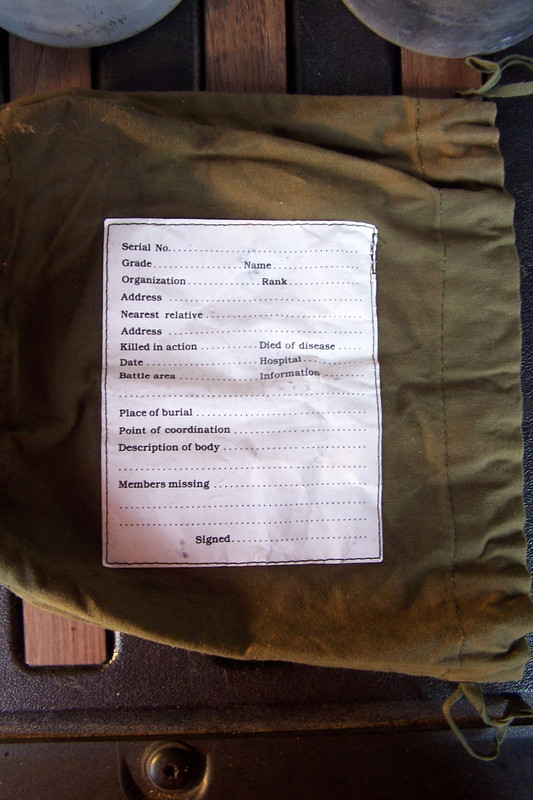 Serial No.............................................
Grade......................Name.....................
Organization...................Rank.................
Address ...........................................
Nearest relative ...................................
Address ...........................................
Killed in action .............Died of disease .....
Date .........................Hospital..............
Battle area ..................Information...........
....................................................
Place of burial ....................................
Point of coordination ..............................
Description of body ................................
....................................................
Members missing ....................................
....................................................
....................................................
Signed..............................